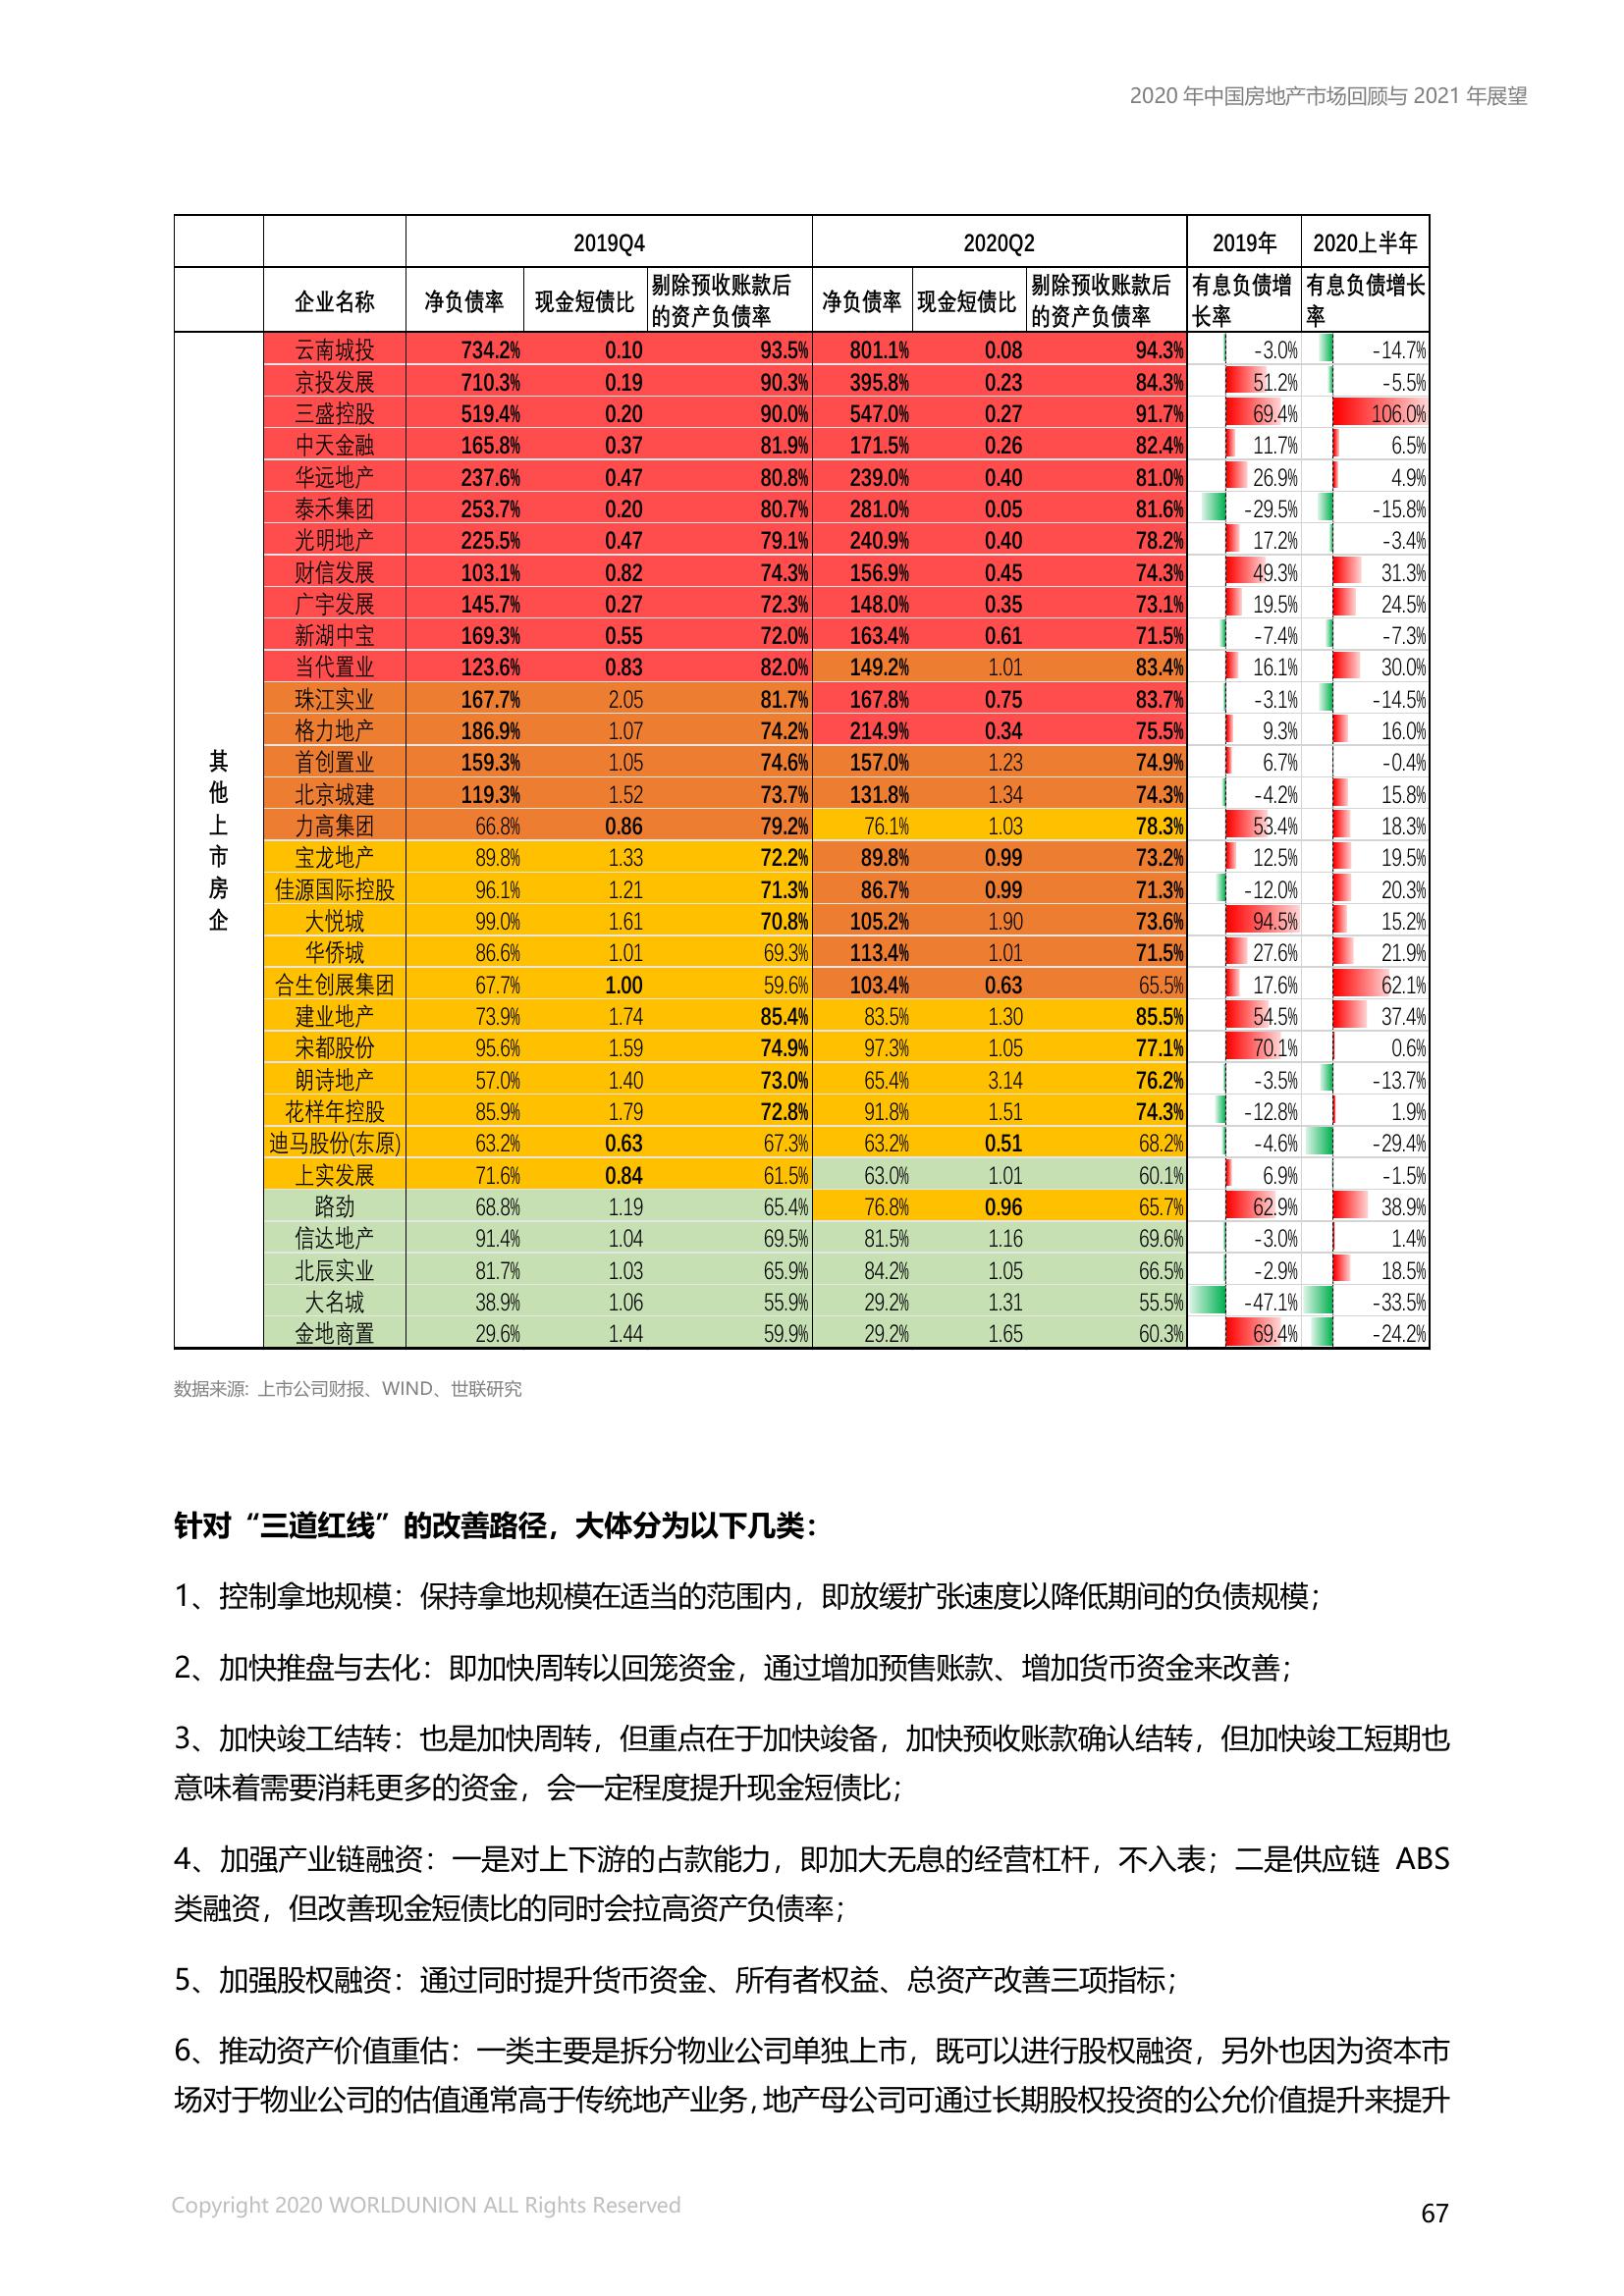 2020 年中国房地产市场回顾与 2021 年展望
2019Q4 2020Q2 2019年 2020上半年
企业名称 净负债率 现金短债比 剔除预收账款后的资产负债率 净负债率 现金短债比 剔除预收账款后的资产负债率 有息负债增长率 有息负债增长率
其他上市房企
云南城投 734.2% 0.10 93.5% 801.1% 0.08 94.3% -3.0% -14.7%
京投发展 710.3% 0.19 90.3% 395.8% 0.23 84.3% 51.2% -5.5%
三盛控股 519.4% 0.20 90.0% 547.0% 0.27 91.7% 69.4% 106.0%
中天金融 165.8% 0.37 81.9% 171.5% 0.26 82.4% 11.7% 6.5%
华远地产 237.6% 0.47 80.8% 239.0% 0.40 81.0% 26.9% 4.9%
泰禾集团 253.7% 0.20 80.7% 281.0% 0.05 81.6% -29.5% -15.8%
光明地产 225.5% 0.47 79.1% 240.9% 0.40 78.2% 17.2% -3.4%
财信发展 103.1% 0.82 74.3% 156.9% 0.45 74.3% 49.3% 31.3%
广宇发展 145.7% 0.27 72.3% 148.0% 0.35 73.1% 19.5% 24.5%
新湖中宝 169.3% 0.55 72.0% 163.4% 0.61 71.5% -7.4% -7.3%
当代置业 123.6% 0.83 82.0% 149.2% 1.01 83.4% 16.1% 30.0%
珠江实业 167.7% 2.05 81.7% 167.8% 0.75 83.7% -3.1% -14.5%
格力地产 186.9% 1.07 74.2% 214.9% 0.34 75.5% 9.3% 16.0%
首创置业 159.3% 1.05 74.6% 157.0% 1.23 74.9% 6.7% -0.4%
北京城建 119.3% 1.52 73.7% 131.8% 1.34 74.3% -4.2% 15.8%
力高集团 66.8% 0.86 79.2% 76.1% 1.03 78.3% 53.4% 18.3%
宝龙地产 89.8% 1.33 72.2% 89.8% 0.99 73.2% 12.5% 19.5%
佳源国际控股 96.1% 1.21 71.3% 86.7% 0.99 71.3% -12.0% 20.3%
大悦城 99.0% 1.61 70.8% 105.2% 1.90 73.6% 94.5% 15.2%
华侨城 86.6% 1.01 69.3% 113.4% 1.01 71.5% 27.6% 21.9%
合生创展集团 67.7% 1.00 59.6% 103.4% 0.63 65.5% 17.6% 62.1%
建业地产 73.9% 1.74 85.4% 83.5% 1.30 85.5% 54.5% 37.4%
宋都股份 95.6% 1.59 74.9% 97.3% 1.05 77.1% 70.1% 0.6%
朗诗地产 57.0% 1.40 73.0% 65.4% 3.14 76.2% -3.5% -13.7%
花样年控股 85.9% 1.79 72.8% 91.8% 1.51 74.3% -12.8% 1.9%
迪马股份(东原) 63.2% 0.63 67.3% 63.2% 0.51 68.2% -4.6% -29.4%
上实发展 71.6% 0.84 61.5% 63.0% 1.01 60.1% 6.9% -1.5%
路劲 68.8% 1.19 65.4% 76.8% 0.96 65.7% 62.9% 38.9%
信达地产 91.4% 1.04 69.5% 81.5% 1.16 69.6% -3.0% 1.4%
北辰实业 81.7% 1.03 65.9% 84.2% 1.05 66.5% -2.9% 18.5%
大名城 38.9% 1.06 55.9% 29.2% 1.31 55.5% -47.1% -33.5%
金地商置 29.6% 1.44 59.9% 29.2% 1.65 60.3% 69.4% -24.2%
数据来源：上市公司财报、WIND、世联研究
针对“三道红线”的改善路径，大体分为以下几类：
1、控制拿地规模：保持拿地规模在适当的范围内，即放缓扩张速度以降低期间的负债规模；
2、加快推盘与去化：即加快周转以回笼资金，通过增加预售账款、增加货币资金来改善；
3、加快竣工结转：也是加快周转，但重点在于加快竣备，加快预收账款确认结转，但加快竣工短期也
意味着需要消耗更多的资金，会一定程度提升现金短债比；
4、加强产业链融资：一是对上下游的占款能力，即加大无息的经营杠杆，不入表；二是供应链 ABS
类融资，但改善现金短债比的同时会拉高资产负债率；
5、加强股权融资：通过同时提升货币资金、所有者权益、总资产改善三项指标；
6、推动资产价值重估：一类主要是拆分物业公司单独上市，既可以进行股权融资，另外也因为资本市
场对于物业公司的估值通常高于传统地产业务，地产母公司可通过长期股权投资的公允价值提升来提升
Copyright 2020 WORLDUNION ALL Rights Reserved
67